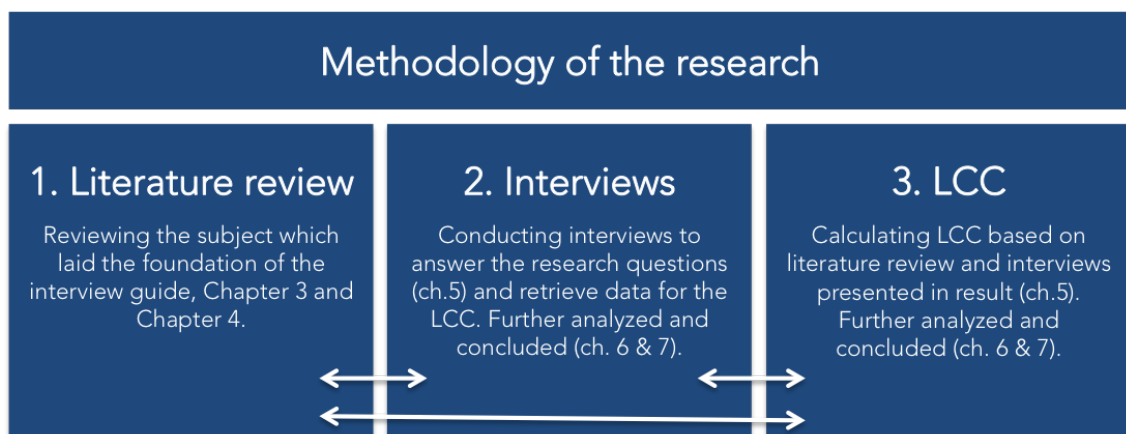 Methodology of the research
1. Literature review
Reviewing the subject which
laid the foundation of the
interview guide, Chapter 3 and
Chapter 4.
2. Interviews
Conducting interviews to
answer the research questions
(ch.5) and retrieve data for the
LCC. Further analyzed and
concluded (ch. 6 & 7).
3. LCC
Calculating LCC based on
literature review and interviews
presented in result (ch.5).
Further analyzed and
concluded (ch. 6 & 7).